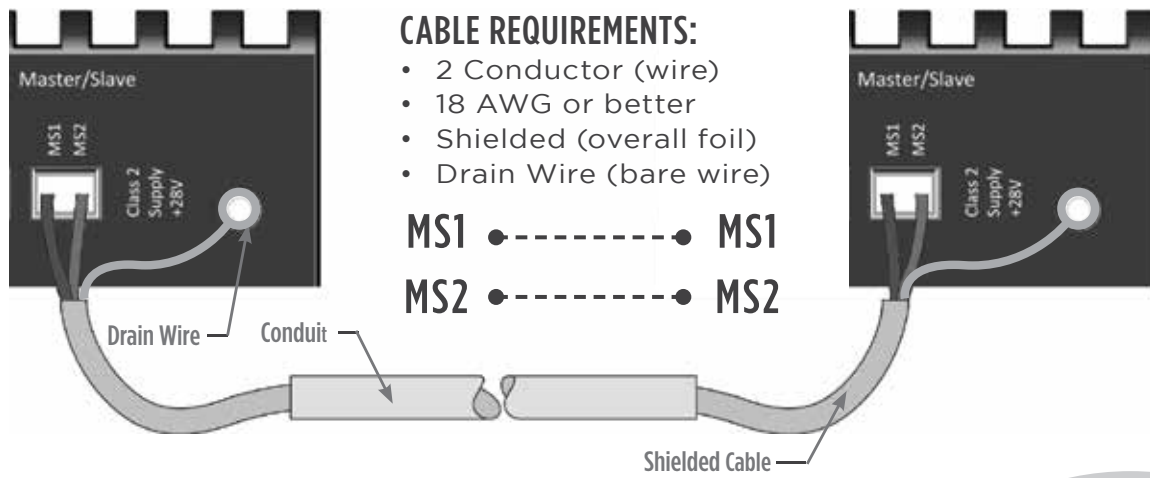 CABLE REQUIREMENTS:
• 2 Conductor (wire)
• 18 AWG or better
• Shielded (overall foil)
• Drain Wire (bare wire)
Master/Slave
MS1
MS2
Class 2
Supply
+28V
MS1 MS1
MS2 MS2
Master/Slave
MS1
MS2
Class 2
Supply
+28V
Drain Wire
Conduit
Shielded Cable